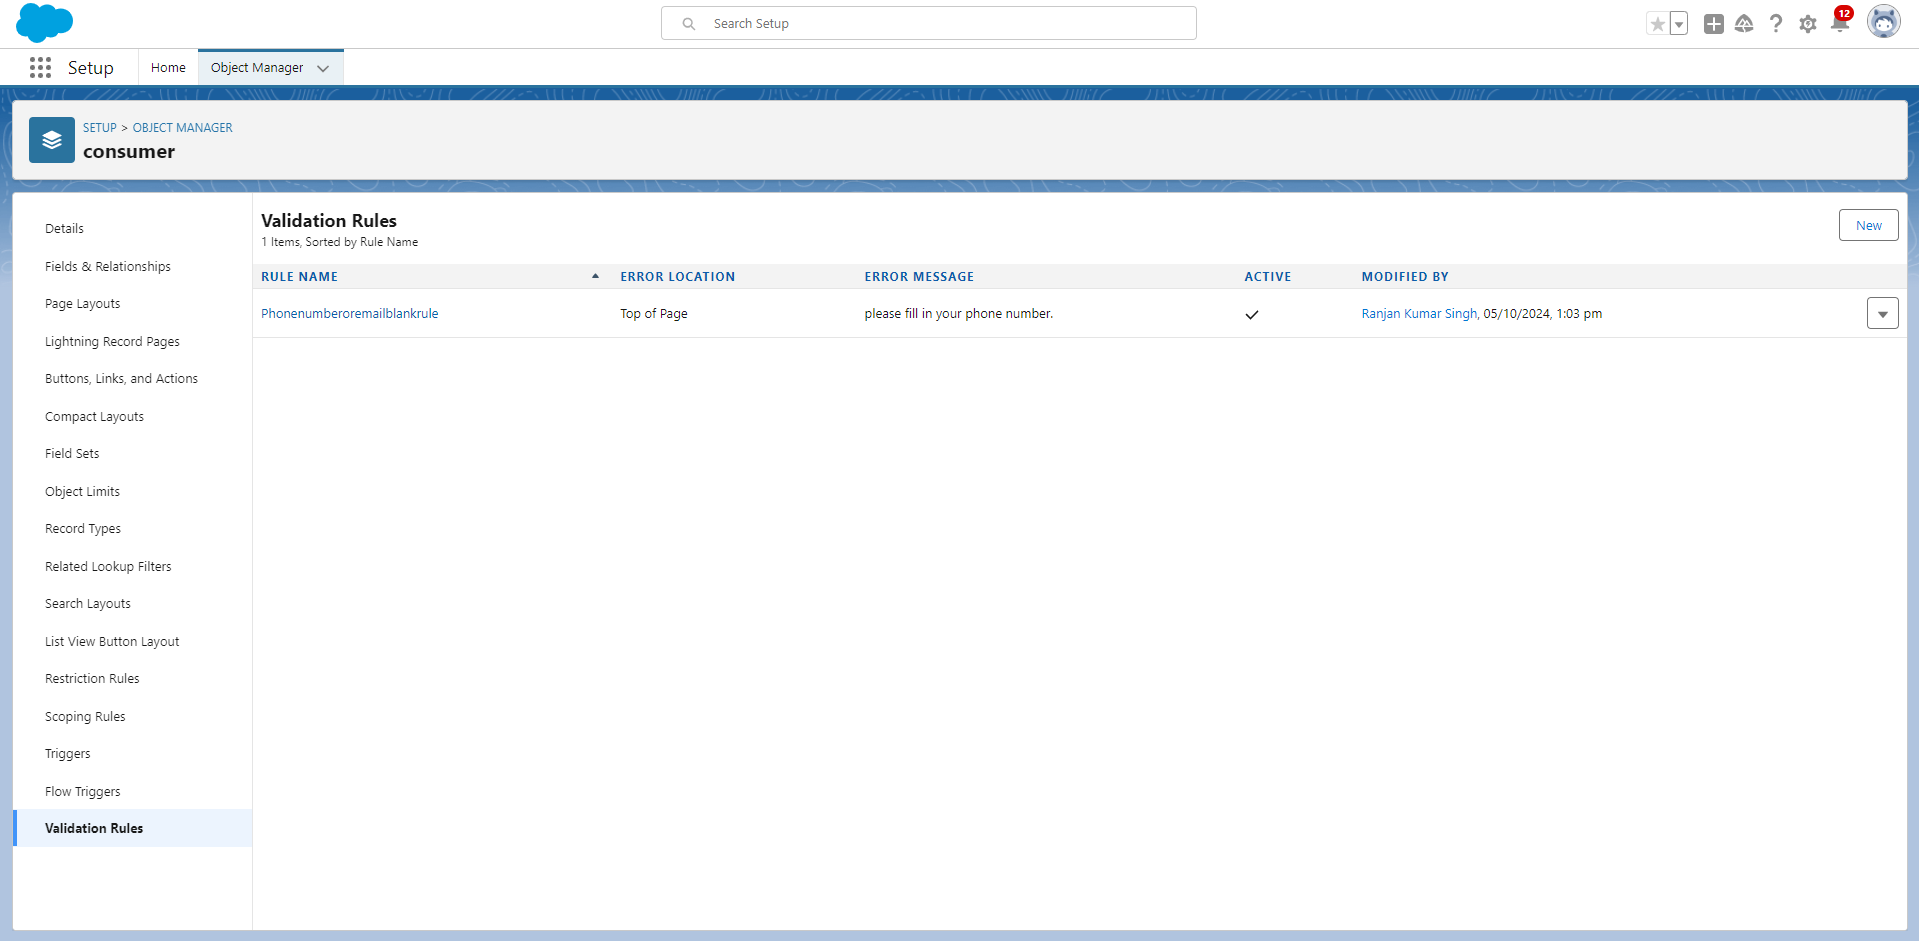 Search Setup
12
Setup
Home
Object Manager
SETUP > OBJECT MANAGER
consumer
Details
Fields & Relationships
Page Layouts
Lightning Record Pages
Buttons, Links, and Actions
Compact Layouts
Field Sets
Object Limits
Record Types
Related Lookup Filters
Search Layouts
List View Button Layout
Restriction Rules
Scoping Rules
Triggers
Flow Triggers
Validation Rules
Validation Rules
1 Items, Sorted by Rule Name
New
RULE NAME ERROR LOCATION ERROR MESSAGE ACTIVE MODIFIED BY
Phonenumberoremailblankrule Top of Page please fill in your phone number. Ranjan Kumar Singh, 05/10/2024, 1:03 pm